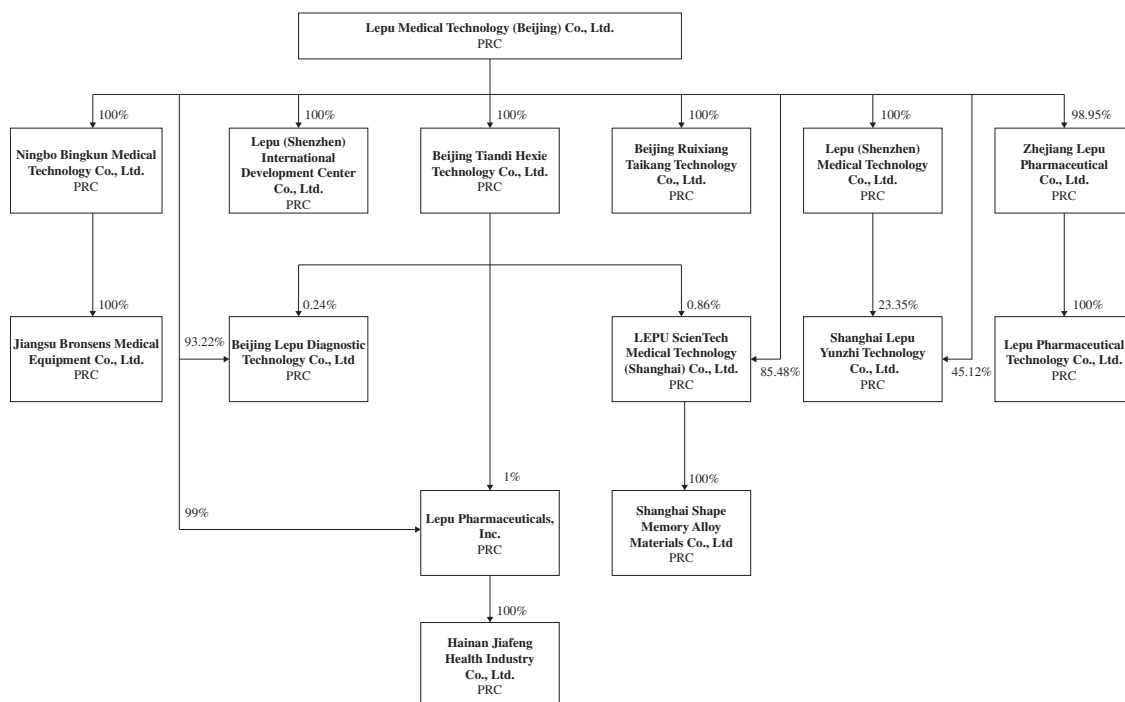 Lepu Medical Technology (Beijing) Co., Ltd.
PRC
100%
100%
100%
100%
100%
98.95%
Ningbo Bingkun Medical
Technology Co., Ltd.
PRC
Lepu (Shenzhen)
International
Development Center
Co., Ltd.
PRC
Beijing Tiandi Hexie
Technology Co., Ltd.
PRC
Beijing Ruixiang
Taikang Technology
Co., Ltd.
PRC
Lepu (Shenzhen)
Medical Technology
Co., Ltd.
PRC
Zhejiang Lepu
Pharmaceutical
Co., Ltd.
PRC
100%
0.24%
0.86%
23.35%
100%
Jiangsu Bronsens Medical
Equipment Co., Ltd.
PRC
93.22%
Beijing Lepu Diagnostic
Technology Co., Ltd
PRC
LEPU ScienTech
Medical Technology
(Shanghai) Co., Ltd.
PRC
85.48%
Shanghai Lepu
Yunzhi Technology
Co., Ltd.
PRC
45.12%
Lepu Pharmaceutical
Technology Co., Ltd.
PRC
1%
100%
99%
Lepu Pharmaceuticals,
Inc.
PRC
Shanghai Shape
Memory Alloy
Materials Co., Ltd
PRC
100%
Hainan Jiafeng
Health Industry
Co., Ltd.
PRC